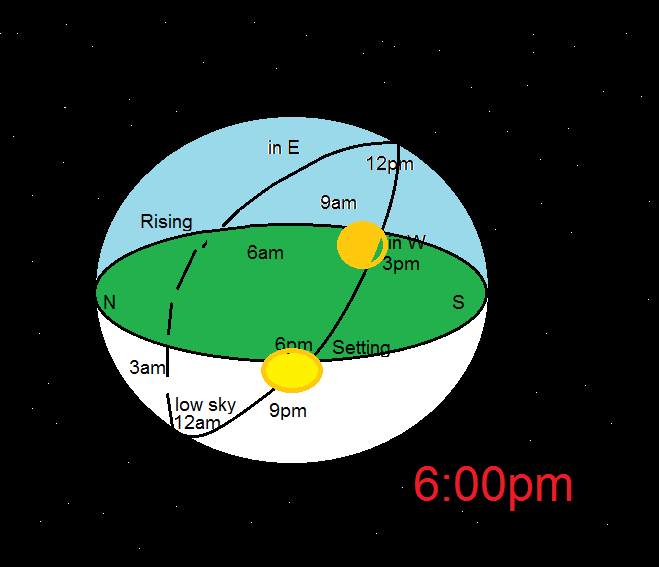 in E
12pm
9am
Rising
in W
6am
3pm
N
S
6pm
Setting
3am
low sky
12am
9pm
6:00pm